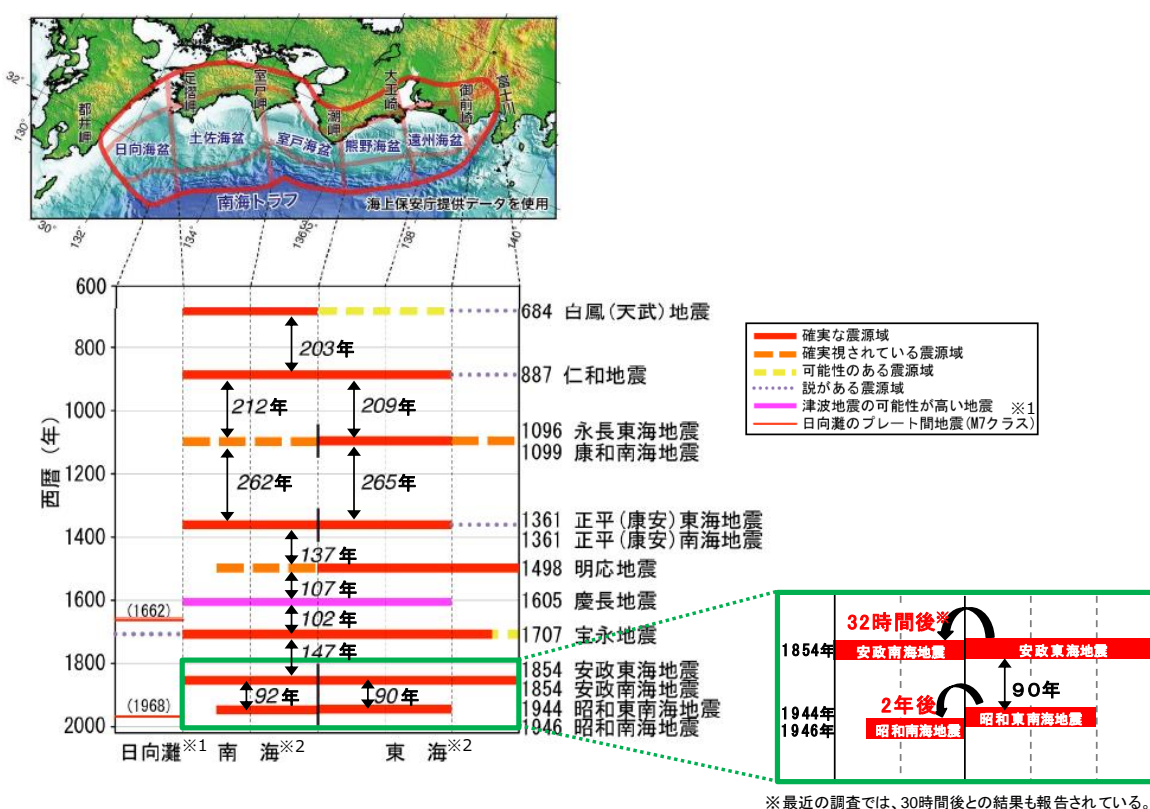 32°
130°
都井岬
足摺岬
室戸岬
潮岬
大王崎
御前崎
富士川
日向海盆
土佐海盆
室戸海盆
熊野海盆
遠州海盆
南海トラフ
海上保安庁提供データを使用
30°
132°
134°
136°
138°
140°
西暦(年)
600
800
1000
1200
1400
1600
1800
2000
684 白鳳(天武)地震
203年
887 仁和地震
212年
209年
1096 永長東海地震
1099 康和南海地震
262年
265年
1361 正平(康安)東海地震
1361 正平(康安)南海地震
137年
1498 明応地震
107年
1605 慶長地震
(1662)
102年
1707 宝永地震
147年
1854 安政東海地震
1854 安政南海地震
92年
90年
(1968)
1944 昭和東南海地震
1946 昭和南海地震
日向灘※1
南 海※2
東 海※2
確実な震源域
確実視されている震源域
可能性のある震源域
説がある震源域
津波地震の可能性が高い地震
※1
日向灘のプレート間地震(M7クラス)
32時間後※
1854年
安政南海地震
安政東海地震
90年
2年後
1944年
昭和東南海地震
1946年
昭和南海地震
※最近の調査では、30時間後との結果も報告されている。